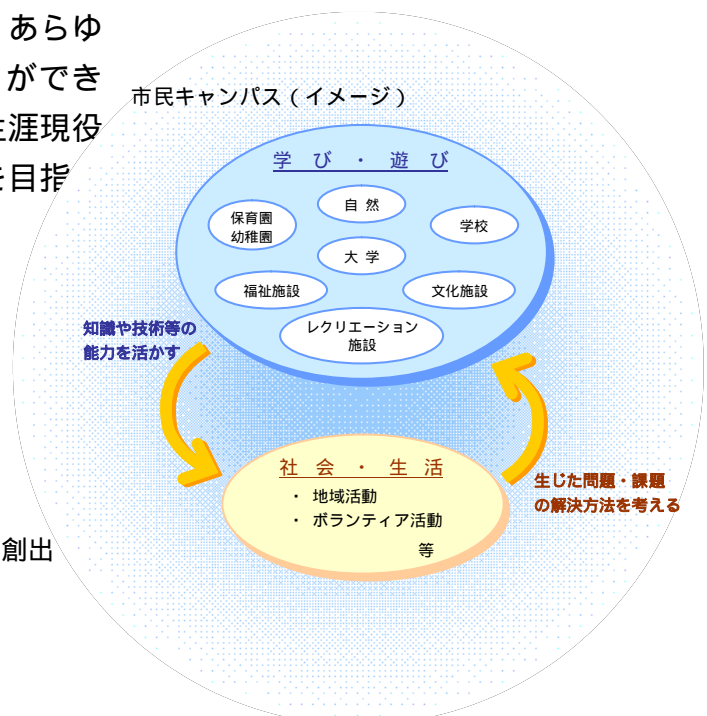 あらゆ
ができ
生涯現役
を目指
市民キャンパス(イメージ)
学び・遊び
自然
保育園
幼稚園
学校
大学
福祉施設
文化施設
レクリエーション
施設
知識や技術等の
能力を活かす
社会・生活
・ 地域活動
・ ボランティア活動
等
生じた問題・課題
の解決方法を考える
創出